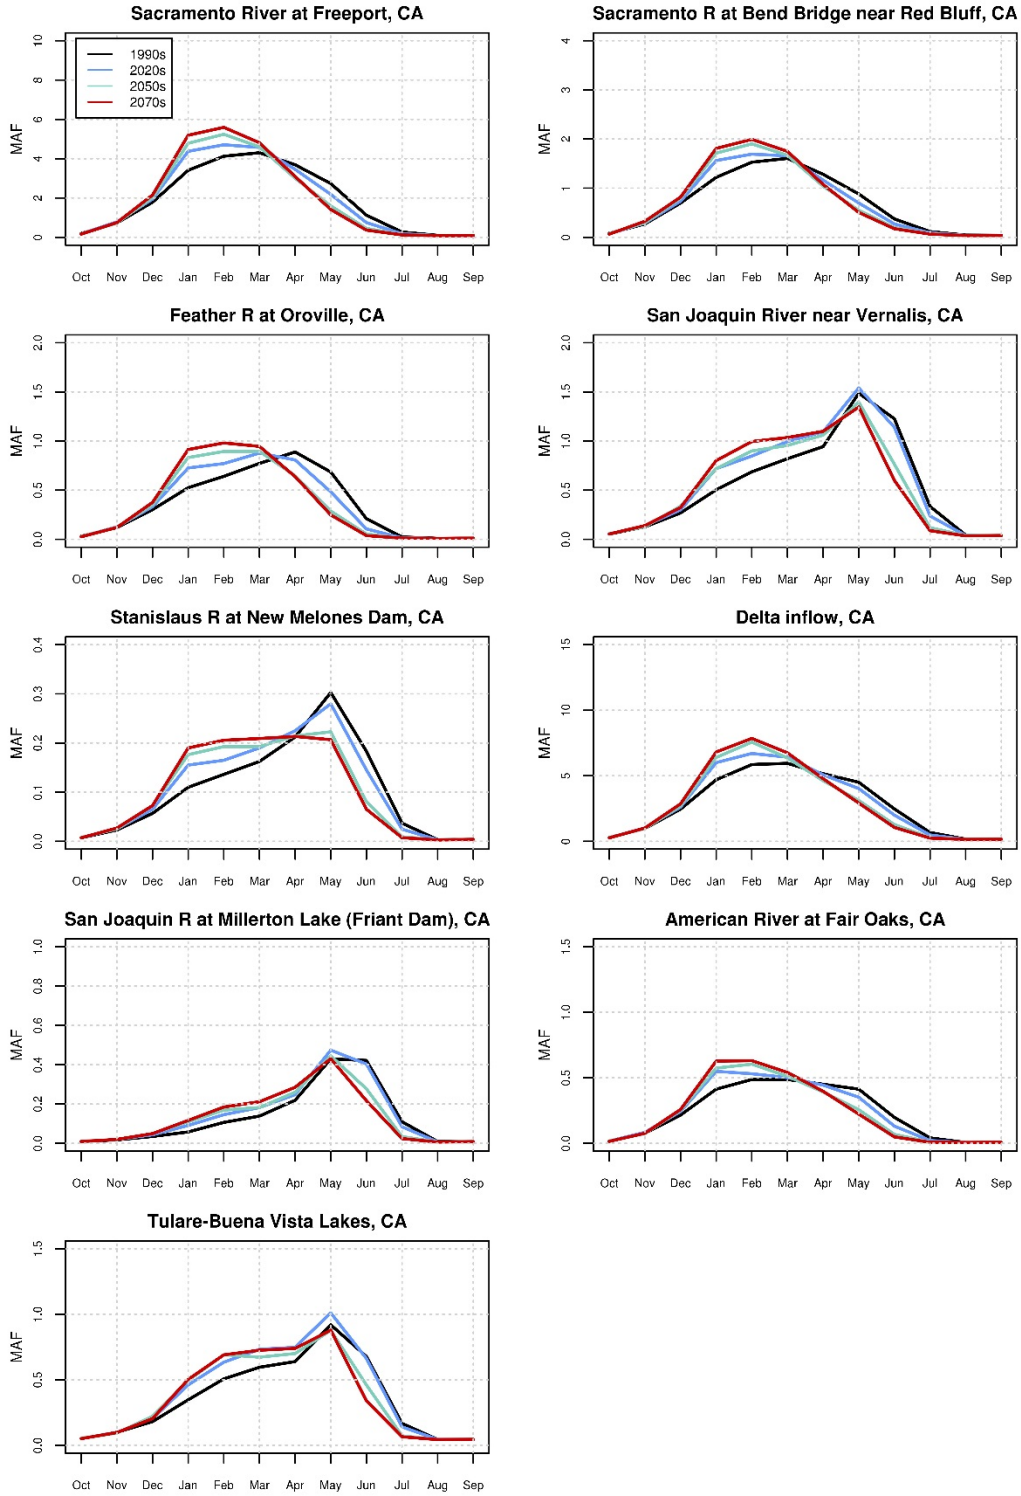 Sacramento River at Freeport, CA
10
8
6
4
2
0
MAF
1990s
2020s
2050s
2070s
Oct Nov Dec Jan Feb Mar Apr May Jun Jul Aug Sep
Sacramento R at Bend Bridge near Red Bluff, CA
4
3
2
1
0
MAF
Oct Nov Dec Jan Feb Mar Apr May Jun Jul Aug Sep
Feather R at Oroville, CA
2.0
1.5
1.0
0.5
0.0
MAF
Oct Nov Dec Jan Feb Mar Apr May Jun Jul Aug Sep
San Joaquin River near Vernalis, CA
2.0
1.5
1.0
0.5
0.0
MAF
Oct Nov Dec Jan Feb Mar Apr May Jun Jul Aug Sep
Stanislaus R at New Melones Dam, CA
0.4
0.3
0.2
0.1
0.0
MAF
Oct Nov Dec Jan Feb Mar Apr May Jun Jul Aug Sep
Delta inflow, CA
15
10
5
0
MAF
Oct Nov Dec Jan Feb Mar Apr May Jun Jul Aug Sep
San Joaquin R at Millerton Lake (Friant Dam), CA
1.0
0.8
0.6
0.4
0.2
0.0
MAF
Oct Nov Dec Jan Feb Mar Apr May Jun Jul Aug Sep
American River at Fair Oaks, CA
1.5
1.0
0.5
0.0
MAF
Oct Nov Dec Jan Feb Mar Apr May Jun Jul Aug Sep
Tulare-Buena Vista Lakes, CA
1.5
1.0
0.5
0.0
MAF
Oct Nov Dec Jan Feb Mar Apr May Jun Jul Aug Sep